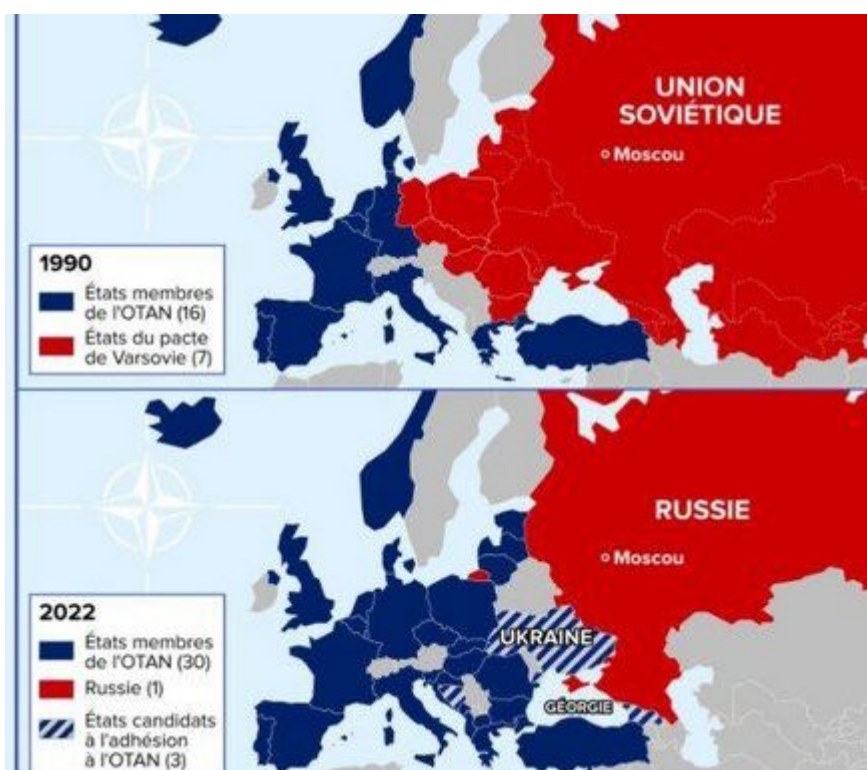 UNION
SOVIÉTIQUE
Moscou
1990
États membres
de l'OTAN (16)
États du pacte
de Varsovie (7)
RUSSIE
Moscou
2022
États membres
de l'OTAN (30)
Russie (1)
États candidats
à l'adhésion
à l'OTAN (3)
UKRAINE
GÉORGIE